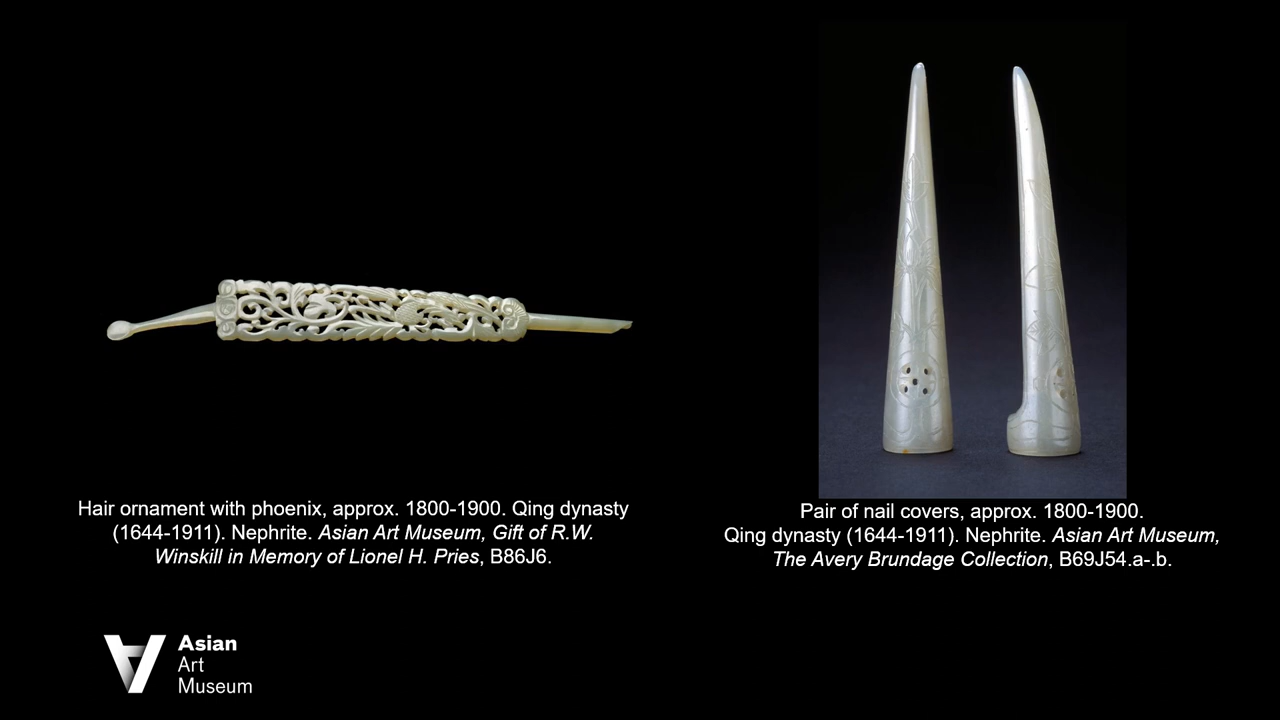 Hair ornament with phoenix, approx. 1800-1900. Qing dynasty
(1644-1911). Nephrite. Asian Art Museum, Gift of R.W.
Winskill in Memory of Lionel H. Pries, B86J6.
Pair of nail covers, approx. 1800-1900.
Qing dynasty (1644-1911). Nephrite. Asian Art Museum,
The Avery Brundage Collection, B69J54.a-.b.
Asian
Art
Museum